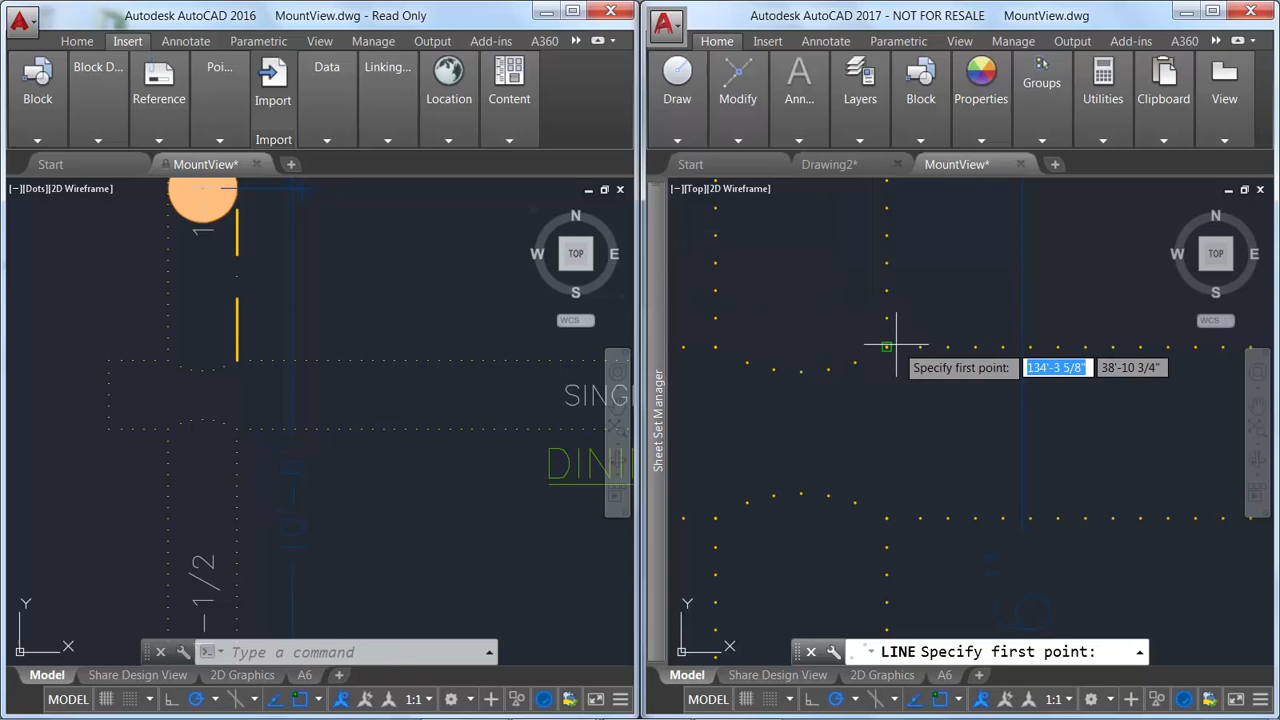 Autodesk AutoCAD 2016 MountView.dwg - Read Only
Home Insert Annotate Parametric View Manage Output Add-ins A360
Block Block D... Reference Poi... Import Data Linking... Location Content
Import
Start MountView*
[−][Dots][2D Wireframe]
1
N
W TOP E
S
WCS
SING
DINI
10'-6
-1/2
Y
X
Type a command
Model Share Design View 2D Graphics A6
MODEL 1:1
Autodesk AutoCAD 2017 - NOT FOR RESALE MountView.dwg
Home Insert Annotate Parametric View Manage Output Add-ins A360
Draw Modify Ann... Layers Block Properties Groups Utilities Clipboard View
Start Drawing2* MountView*
[−][Top][2D Wireframe]
N
W TOP E
S
WCS
Specify first point: 134'-3 5/8" 38'-10 3/4"
Sheet Set Manager
Y
X
LINE Specify first point:
Model Share Design View 2D Graphics A6
MODEL 1:1